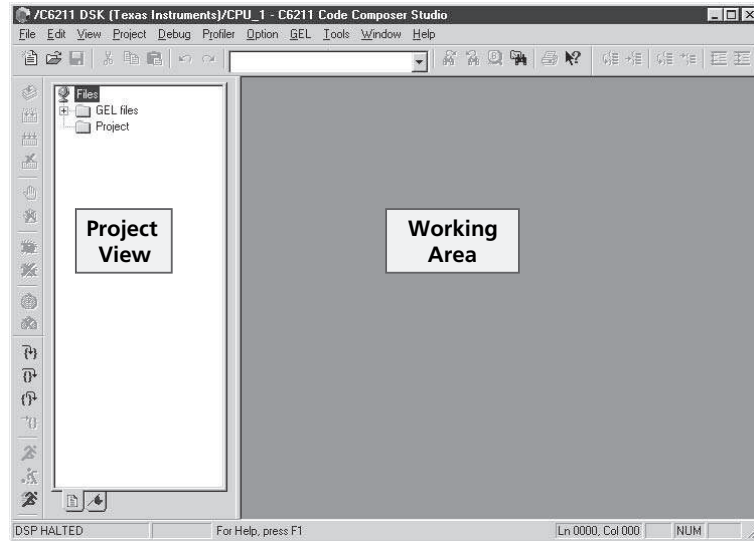 /C6211 DSK (Texas Instruments)/CPU_1 - C6211 Code Composer Studio
File Edit View Project Debug Profiler Option GEL Tools Window Help
Files
GEL files
Project
Project
View
Working
Area
DSP HALTED For Help, press F1 Ln 0000, Col 000 NUM